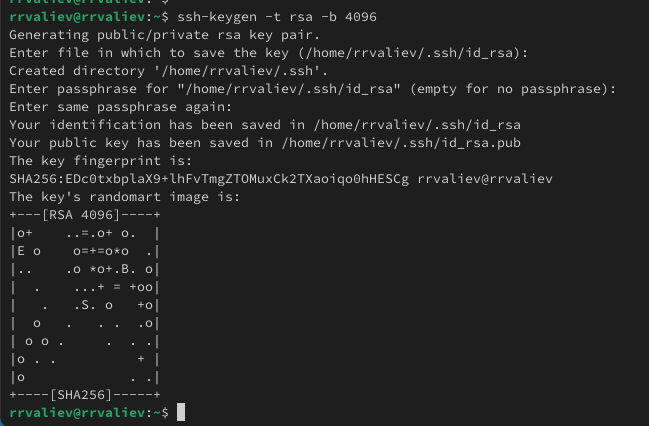 rrvaliev@rrvaliev:~$ ssh-keygen -t rsa -b 4096
Generating public/private rsa key pair.
Enter file in which to save the key (/home/rrvaliev/.ssh/id_rsa):
Created directory '/home/rrvaliev/.ssh'.
Enter passphrase for "/home/rrvaliev/.ssh/id_rsa" (empty for no passphrase):
Enter same passphrase again:
Your identification has been saved in /home/rrvaliev/.ssh/id_rsa
Your public key has been saved in /home/rrvaliev/.ssh/id_rsa.pub
The key fingerprint is:
SHA256:EDc0txbplaX9+lhFvTmgZTOMuxCk2TXaoiqo0hHESCg rrvaliev@rrvaliev
The key's randomart image is:
+---[RSA 4096]----+
|o+    ..=.o+ o.  |
|E o    o=+=o*o  .|
|..    .o *o+.B. o|
|  .    ...+ = +oo|
|   .   .S. o   +o|
|  o   .   . .  .o|
| o o .     .  . .|
|o . .          + |
|o             . .|
+----[SHA256]-----+
rrvaliev@rrvaliev:~$